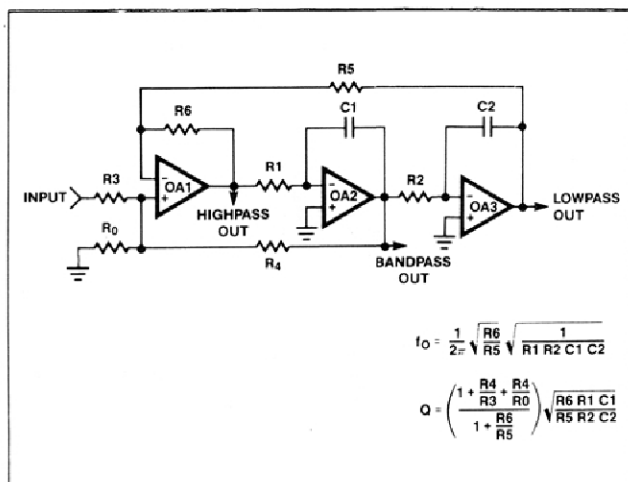 R5
R6
C1
C2
R3
R1
R2
INPUT
−
OA1
+
−
OA2
+
−
OA3
+
HIGHPASS
OUT
LOWPASS
OUT
R0
R4
BANDPASS
OUT
fO = 1/2π √(R6/R5) √(1/(R1 R2 C1 C2))
Q = ((1 + R4/R3 + R4/R0)/(1 + R6/R5)) √(R6 R1 C1/(R5 R2 C2))